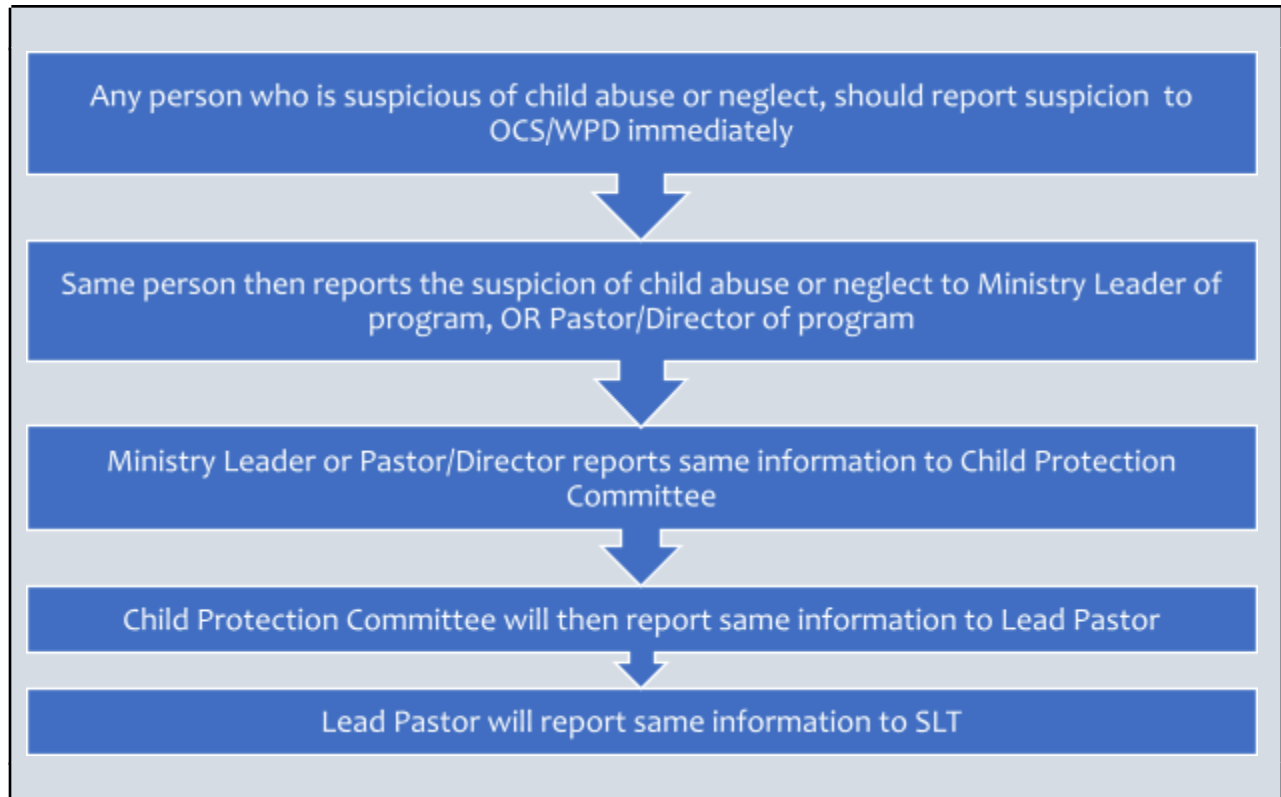 Any person who is suspicious of child abuse or neglect, should report suspicion  to
OCS/WPD immediately
Same person then reports the suspicion of child abuse or neglect to Ministry Leader of
program, OR Pastor/Director of program
Ministry Leader or Pastor/Director reports same information to Child Protection
Committee
Child Protection Committee will then report same information to Lead Pastor
Lead Pastor will report same information to SLT